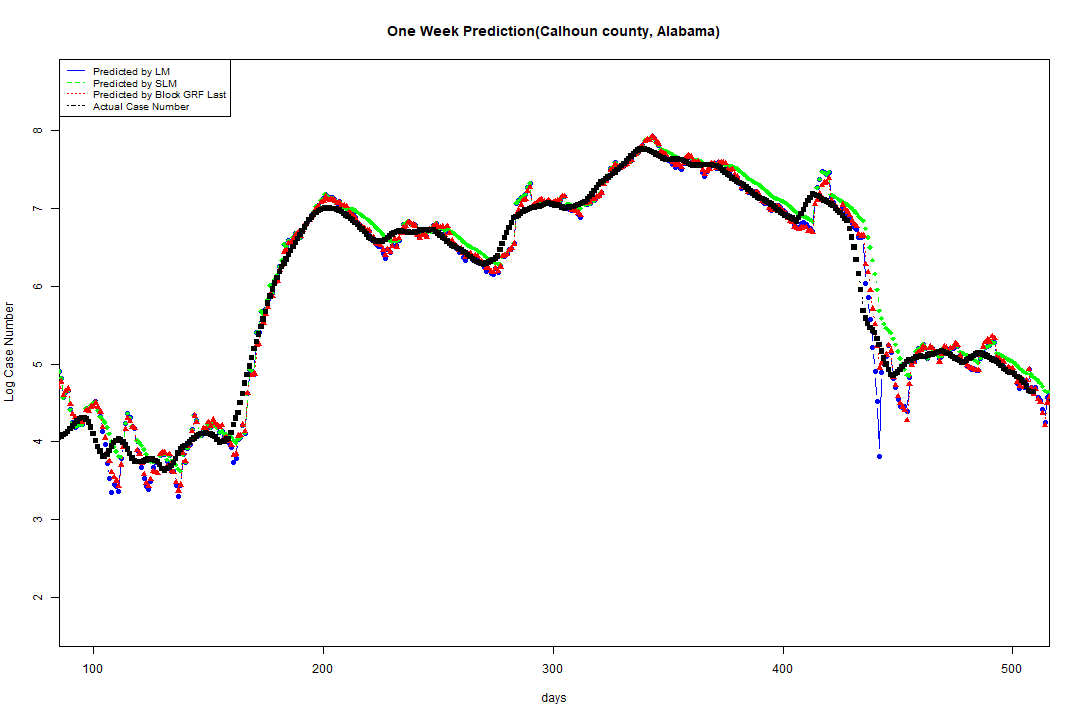 One Week Prediction(Calhoun county, Alabama)
Predicted by LM
Predicted by SLM
Predicted by Block GRF Last
Actual Case Number
Log Case Number
8
7
6
5
4
3
2
100 200 300 400 500
days